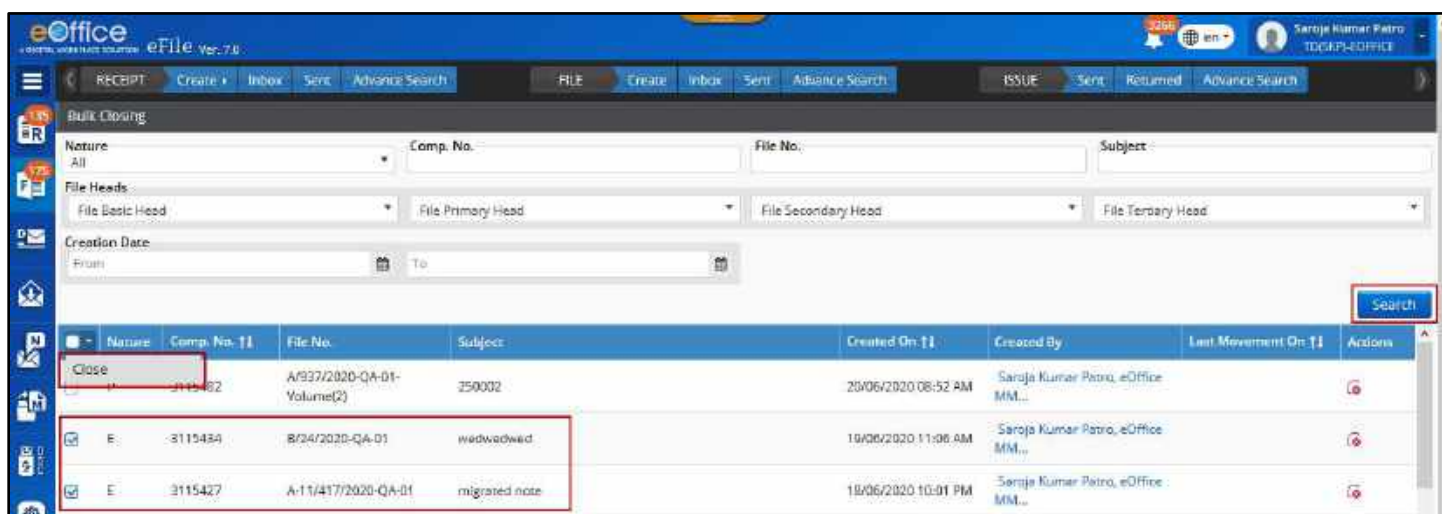 eOffice
A DIGITAL WORKPLACE SOLUTION eFile Ver. 7.0
3266 en Saroja Kumar Patro
RECEIPT Create Inbox Sent Advance Search FILE Create Inbox Sent Advance Search ISSUE Sent Returned Advance Search
Bulk Closing
Nature Comp. No. File No. Subject
All
File Heads
File Basic Head File Primary Head File Secondary Head File Tertiary Head
Creation Date
From To
Search
Nature Comp. No. File No. Subject Created On Created By Last Movement On Actions
Close
A/937/2020-QA-01-Volume(2) 250002 20/06/2020 08:52 AM Saroja Kumar Patro, eOffice MM...
E 3115434 B/24/2020-QA-01 wedwedwed 19/06/2020 11:06 AM Saroja Kumar Patro, eOffice MM...
E 3115427 A-11/417/2020-QA-01 migrated note 18/06/2020 10:01 PM Saroja Kumar Patro, eOffice MM...